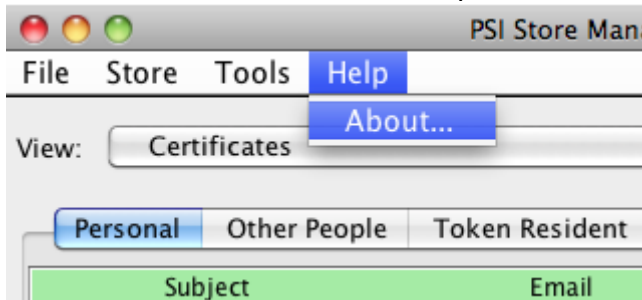 PSI Store Mana
File Store Tools Help
About...
View: Certificates
Personal Other People Token Resident
Subject Email